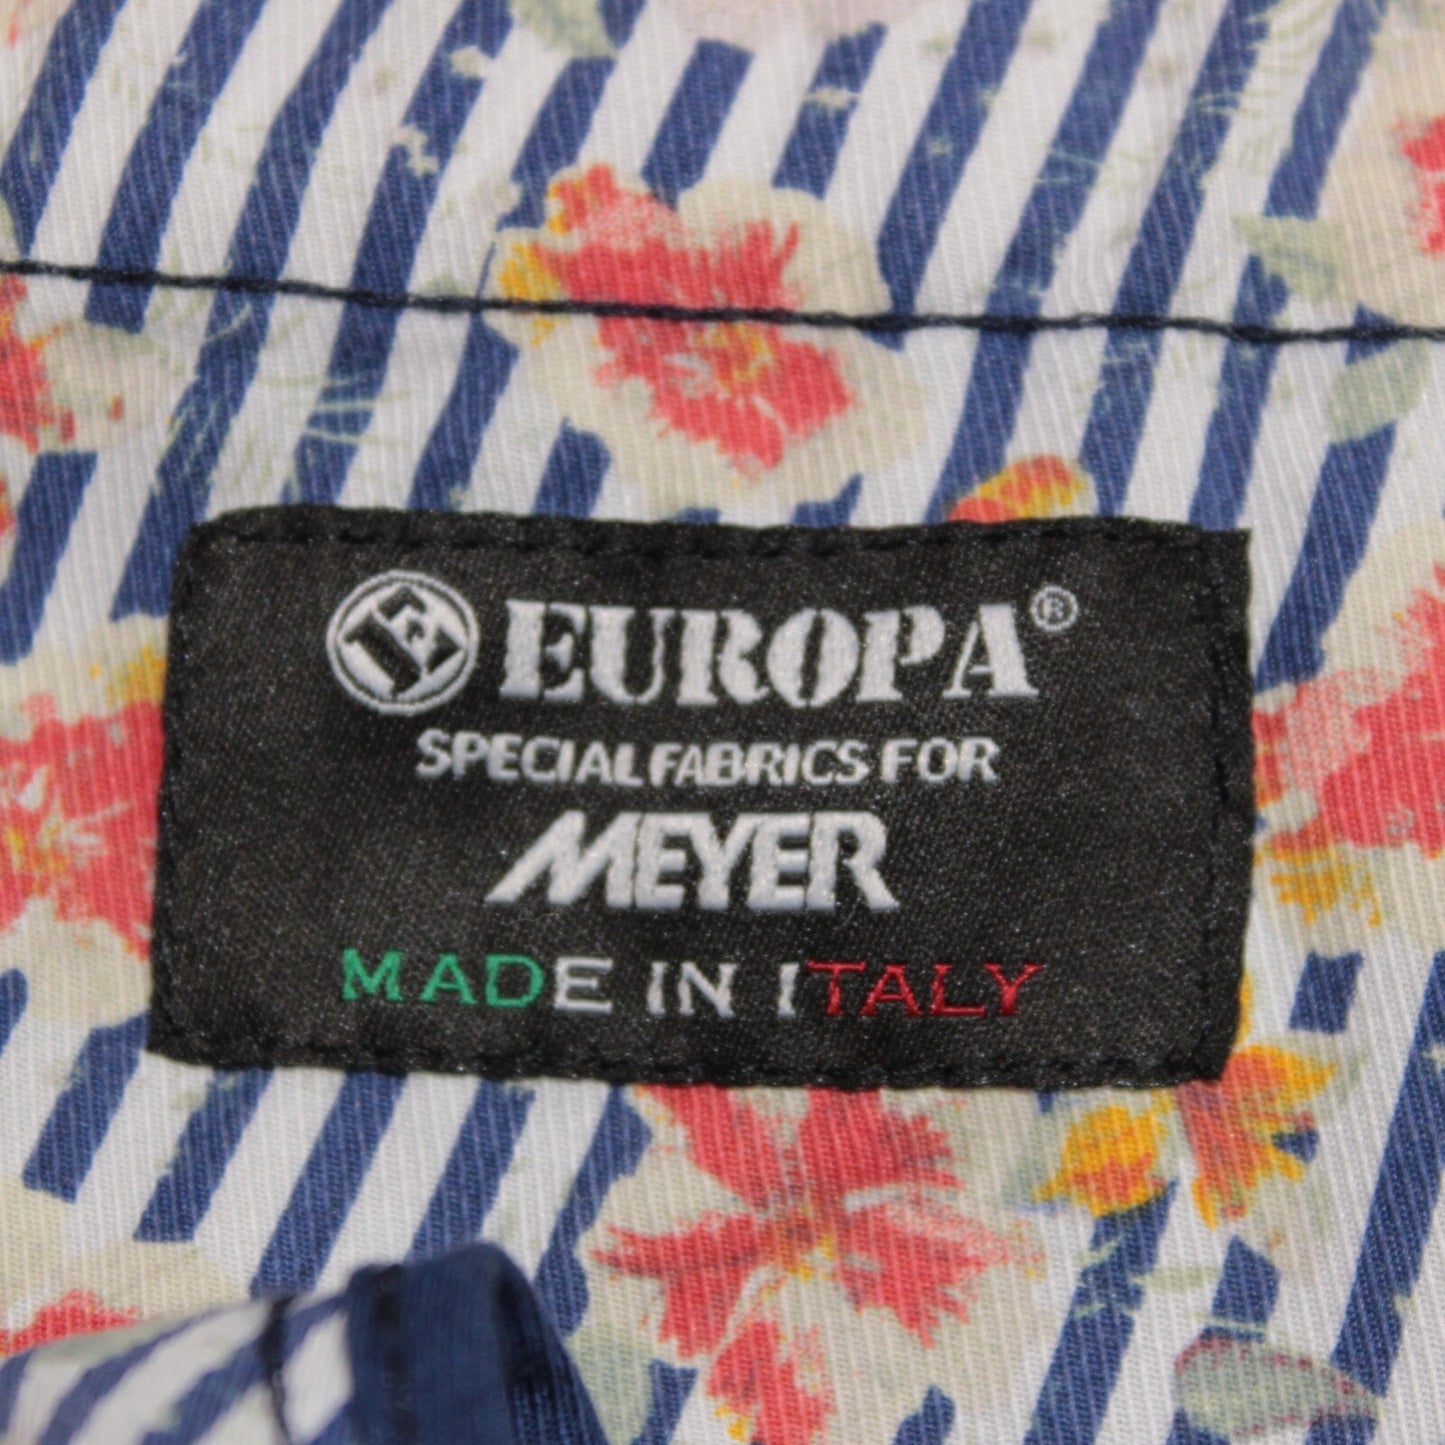 EUROPA®
SPECIAL FABRICS FOR
MEYER
MADE IN ITALY